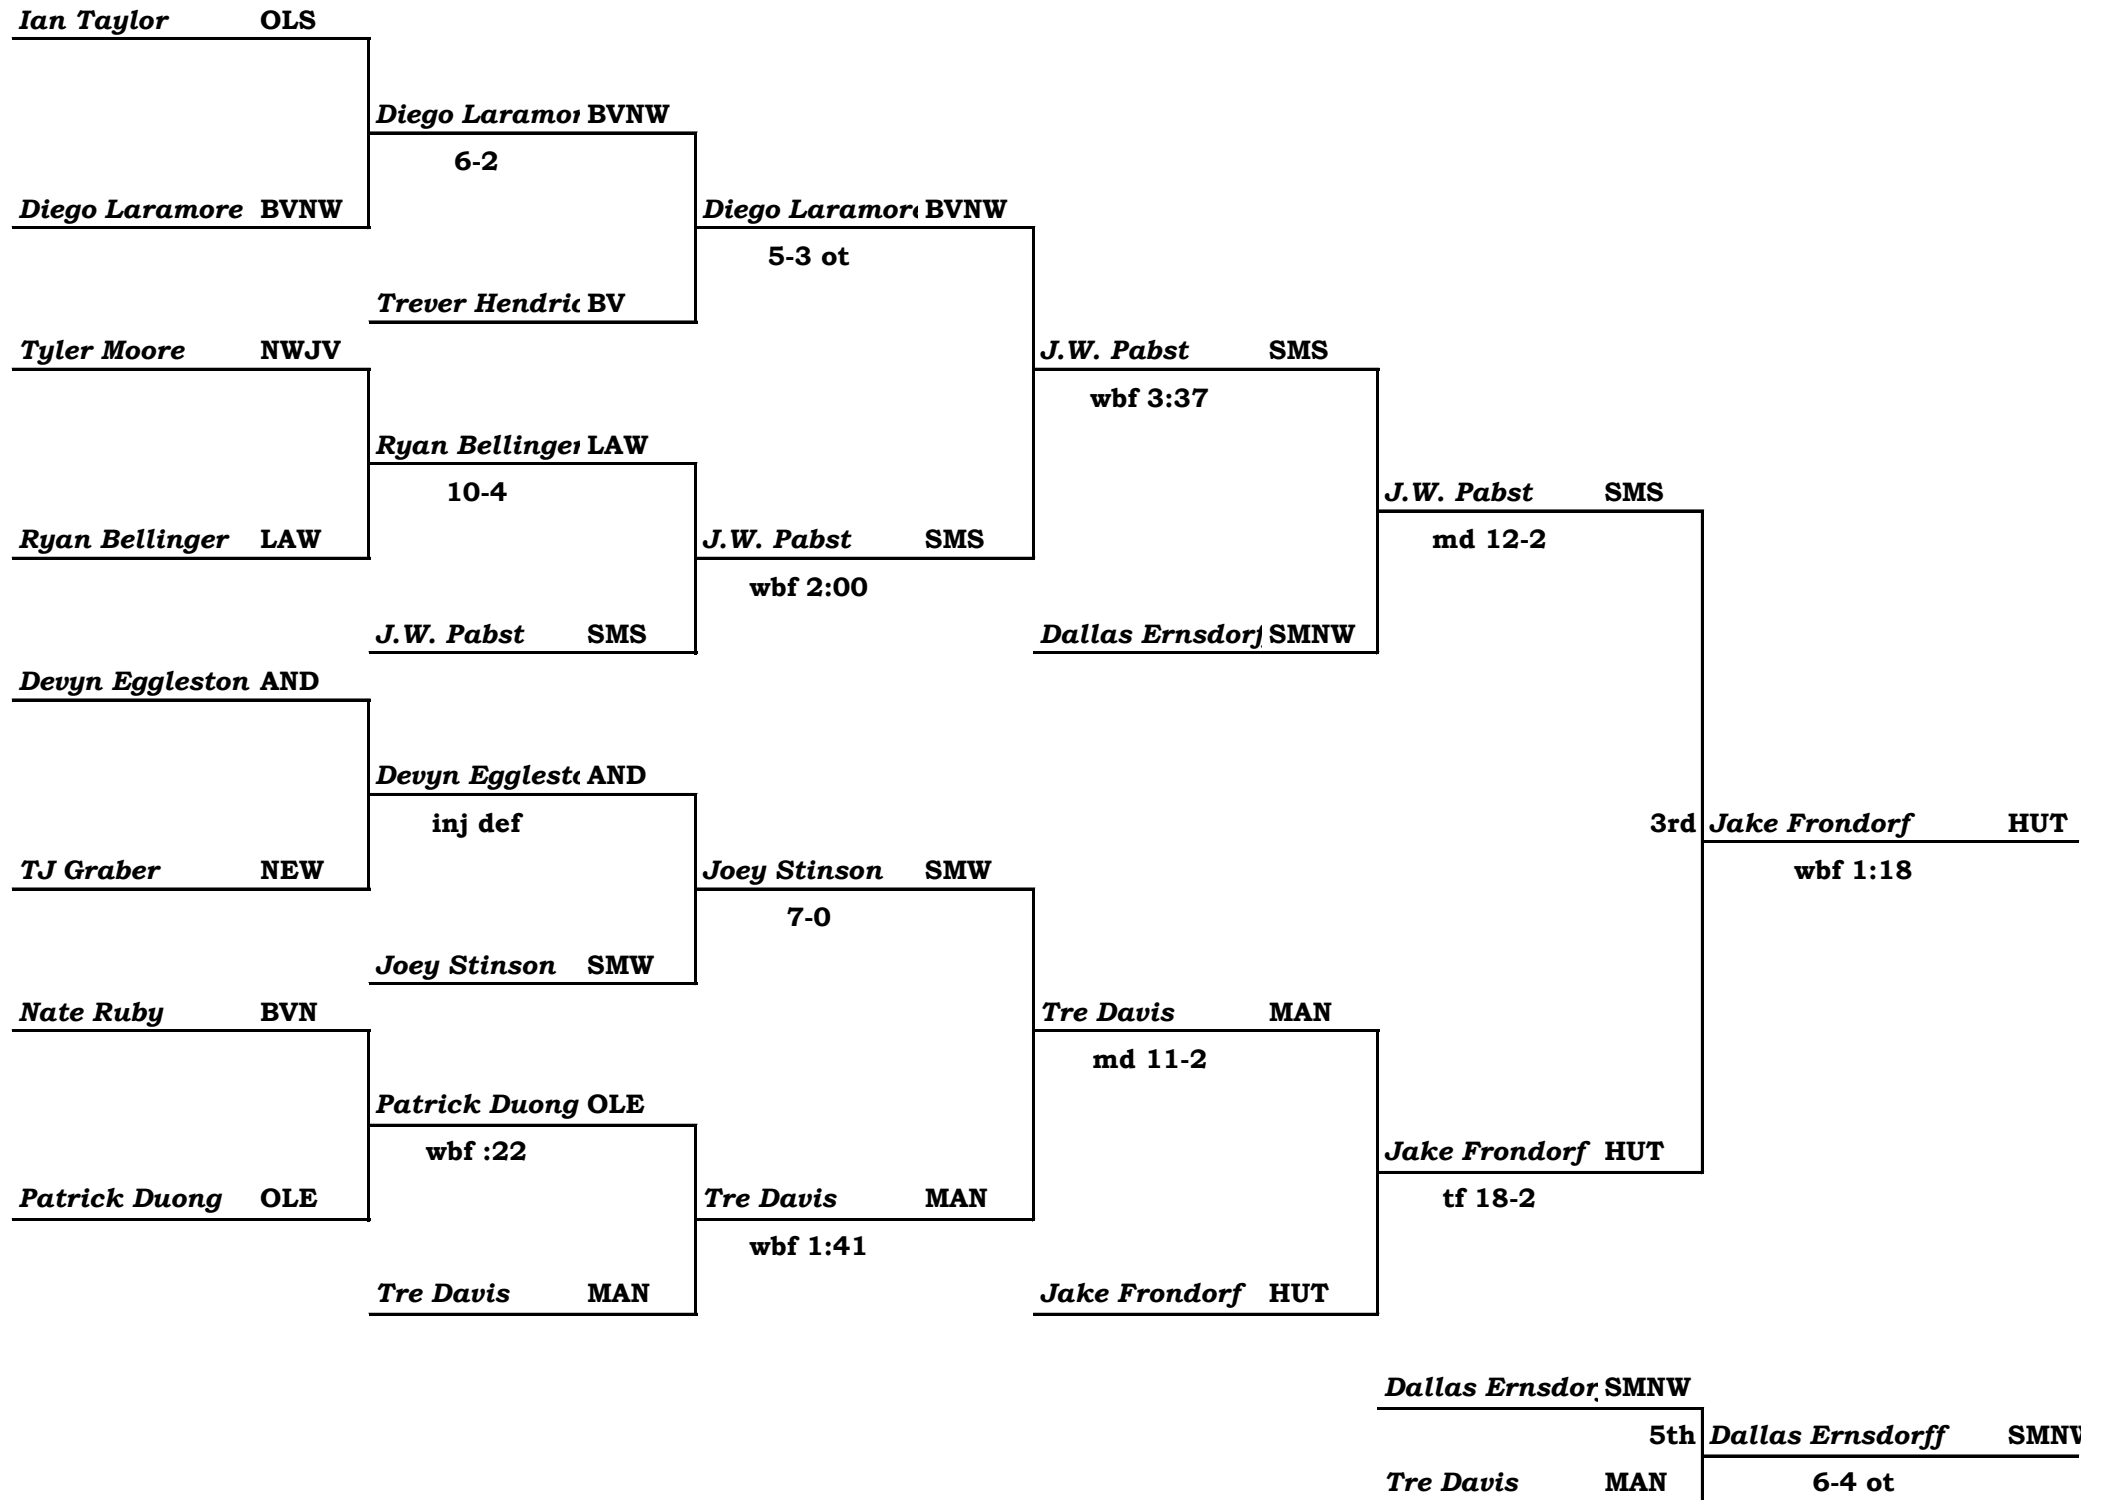 Ian Taylor OLS
Diego Laramor BVNW
6-2
Diego Laramore BVNW
Diego Laramore BVNW
5-3 ot
Trever Hendric BV
Tyler Moore NWJV
J.W. Pabst SMS
wbf 3:37
Ryan Bellinger LAW
10-4
J.W. Pabst SMS
Ryan Bellinger LAW
J.W. Pabst SMS
md 12-2
wbf 2:00
J.W. Pabst SMS
Dallas Ernsdorf SMNW
Devyn Eggleston AND
Devyn Egglesto AND
inj def
3rd Jake Frondorf HUT
TJ Graber NEW
Joey Stinson SMW
wbf 1:18
7-0
Joey Stinson SMW
Nate Ruby BVN
Tre Davis MAN
md 11-2
Patrick Duong OLE
wbf :22
Jake Frondorf HUT
Patrick Duong OLE
Tre Davis MAN
tf 18-2
wbf 1:41
Tre Davis MAN
Jake Frondorf HUT
Dallas Ernsdor SMNW
5th Dallas Ernsdorff SMNW
Tre Davis MAN
6-4 ot